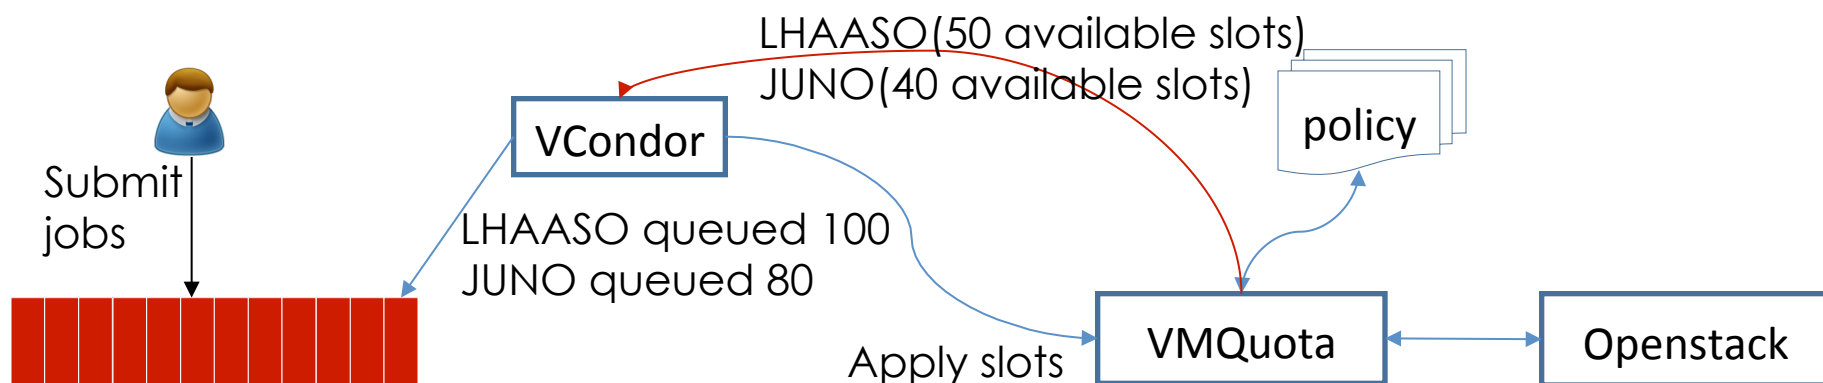 LHAASO(50 available slots)
JUNO(40 available slots)
policy
VCondor
Submit
jobs
LHAASO queued 100
JUNO queued 80
Apply slots
VMQuota
Openstack